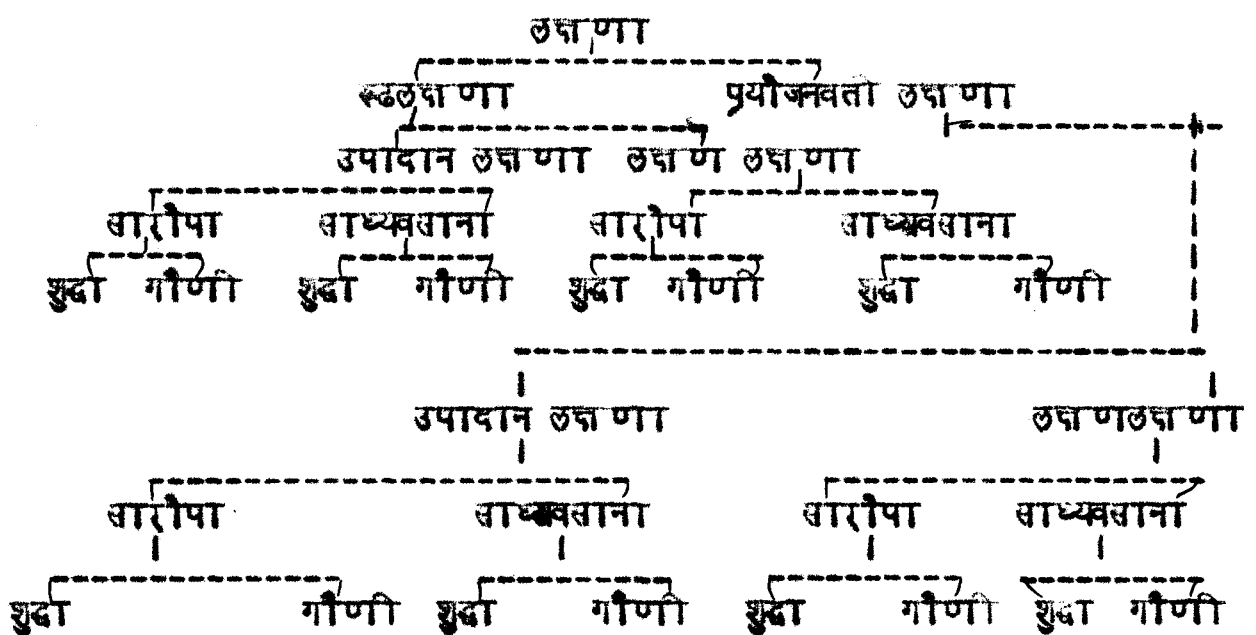 लक्षणा
रूढलक्षणा प्रयोजनवती लक्षणा
उपादान लक्षणा लक्षण लक्षणा
सारोपा साध्यवसाना सारोपा साध्यवसाना
शुद्धा गौणी शुद्धा गौणी शुद्धा गौणी शुद्धा गौणी
उपादान लक्षणा लक्षणलक्षणा
सारोपा साध्यवसाना सारोपा साध्यवसाना
शुद्धा गौणी शुद्धा गौणी शुद्धा गौणी शुद्धा गौणी